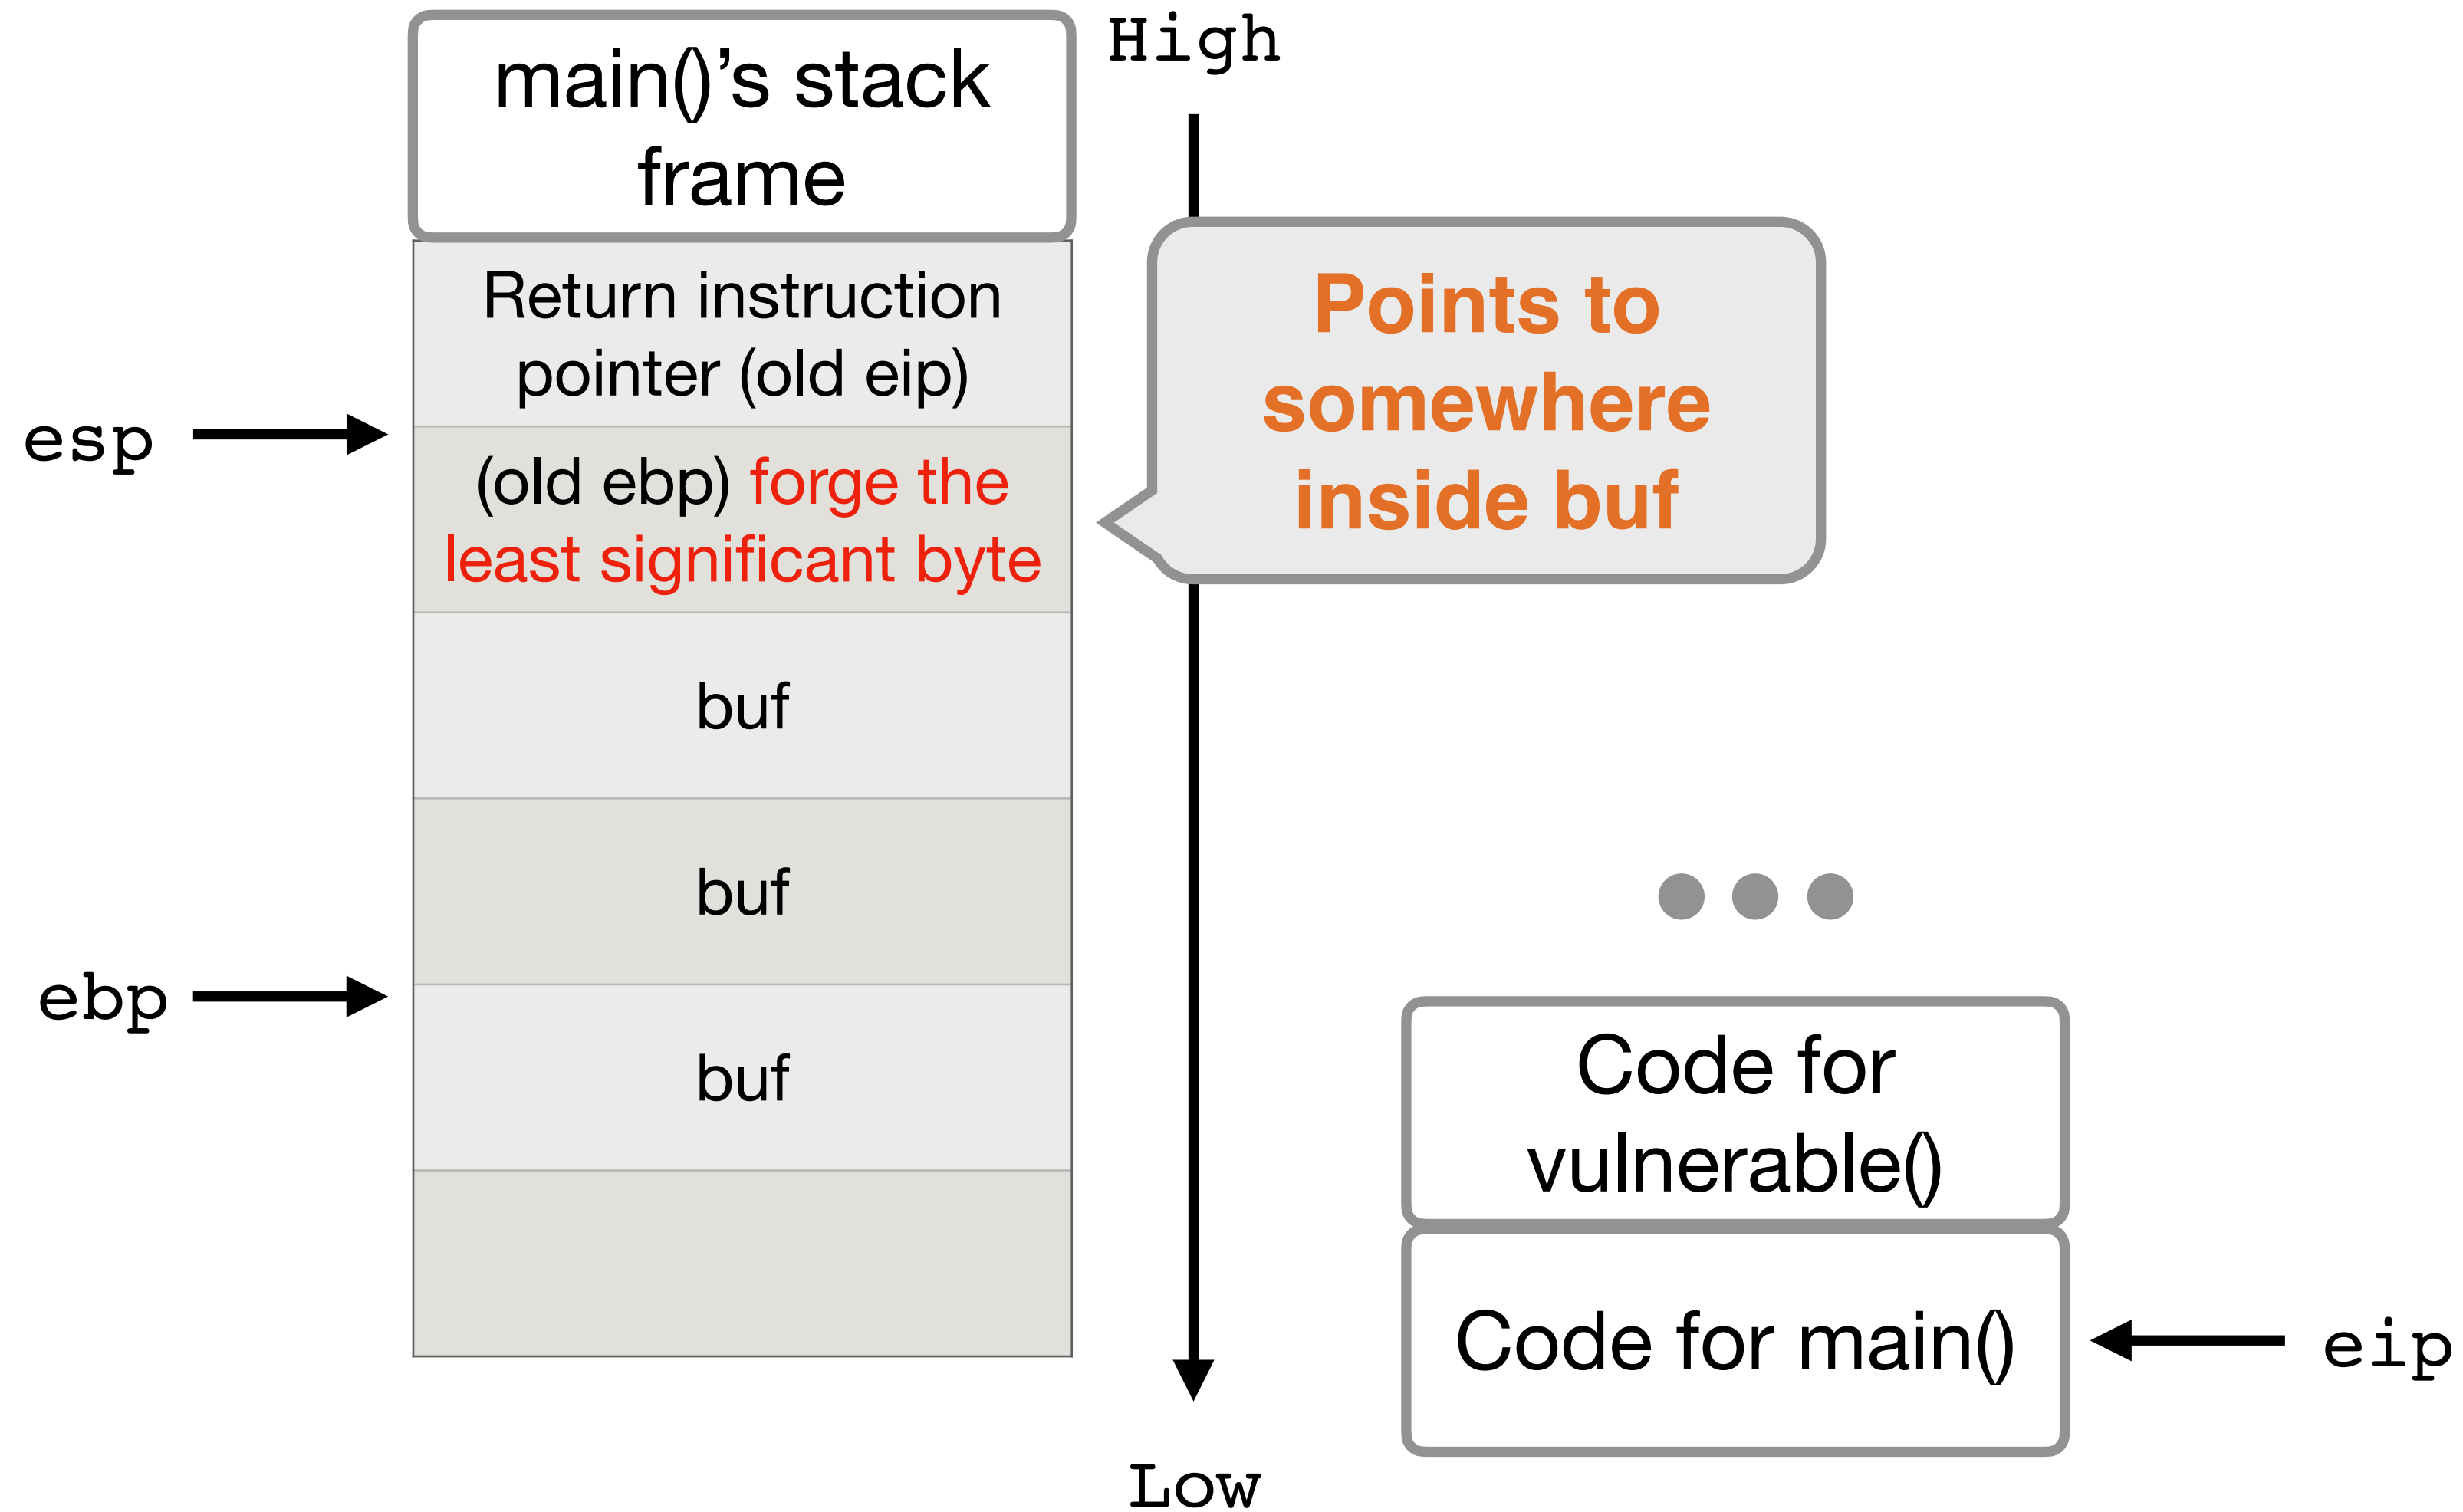 main()’s stack
frame
High
Return instruction
pointer (old eip)
Points to
somewhere
inside buf
esp
(old ebp) forge the
least significant byte
buf
buf
ebp
buf
Code for
vulnerable()
Code for main()
eip
Low